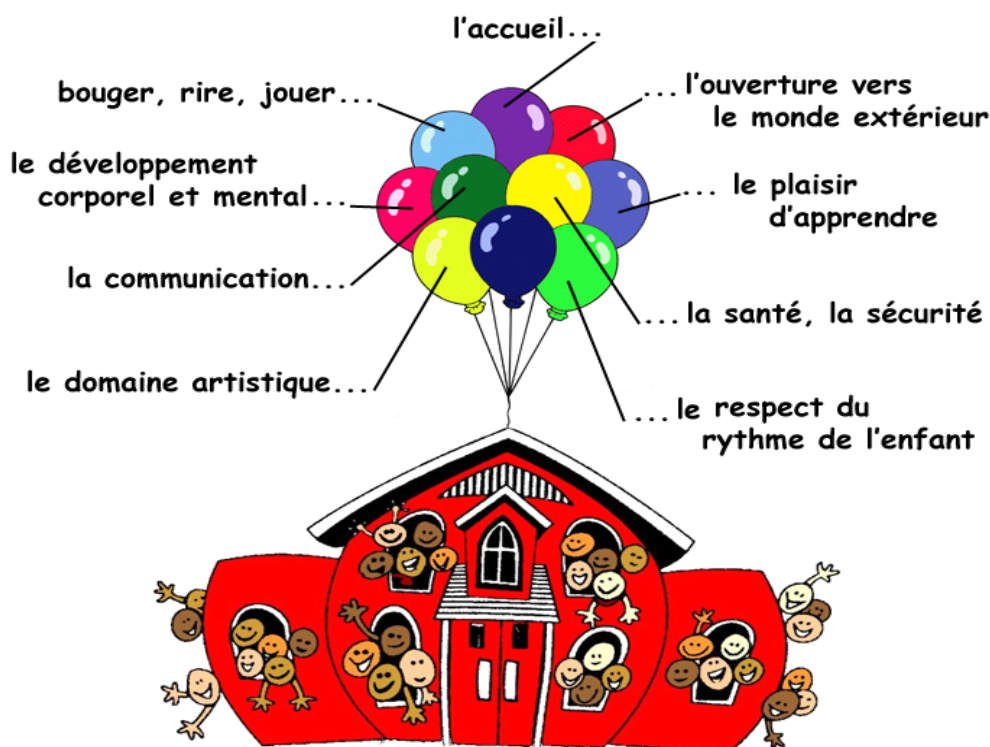 l'accueil...
bouger, rire, jouer...
...l'ouverture vers
le monde extérieur
le développement
corporel et mental...
... le plaisir
d'apprendre
la communication...
...la santé, la sécurité
le domaine artistique...
...le respect du
rythme de l'enfant